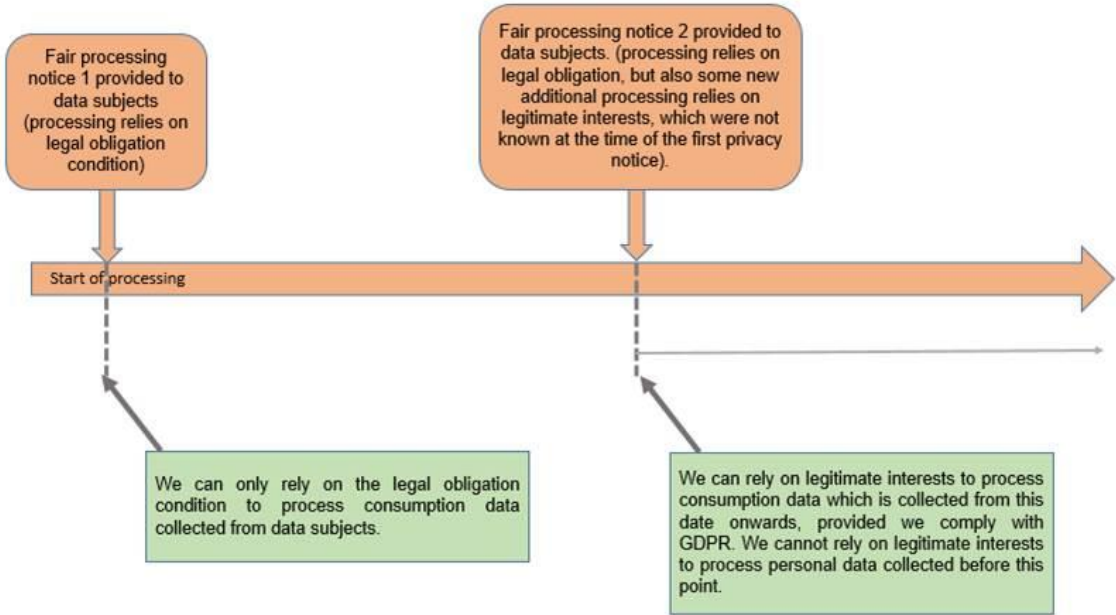 Fair processing
notice 1 provided to
data subjects
(processing relies on
legal obligation
condition)
Fair processing notice 2 provided to
data subjects. (processing relies on
legal obligation, but also some new
additional processing relies on
legitimate interests, which were not
known at the time of the first privacy
notice).
Start of processing
We can only rely on the legal obligation
condition to process consumption data
collected from data subjects.
We can rely on legitimate interests to process
consumption data which is collected from this
date onwards, provided we comply with
GDPR. We cannot rely on legitimate interests
to process personal data collected before this
point.